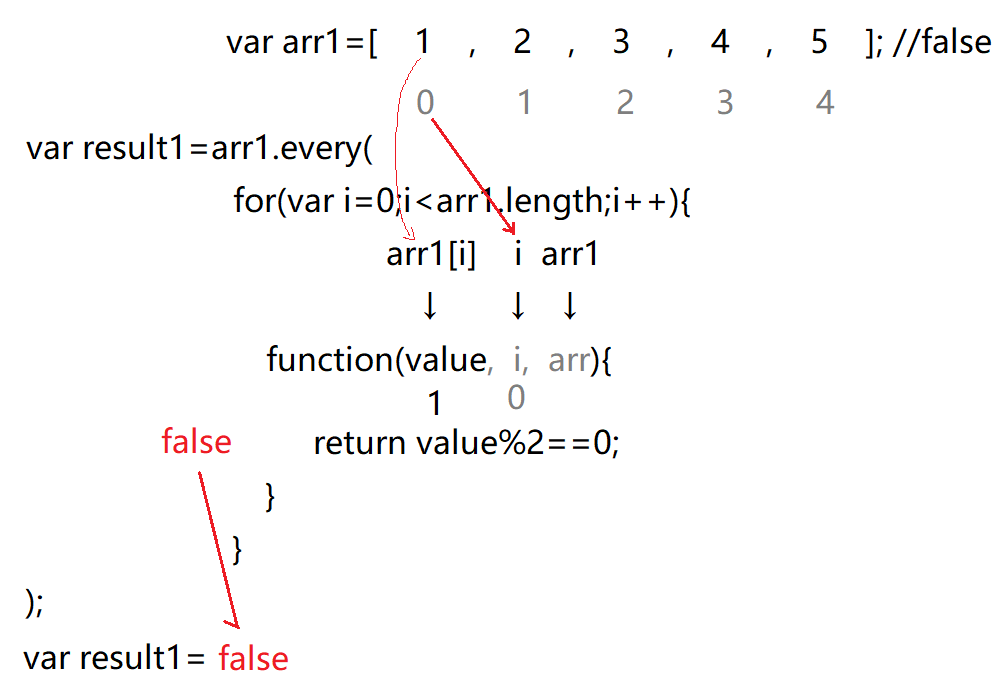 var arr1=[ 1 , 2 , 3 , 4 , 5 ]; //false
0 1 2 3 4
var result1=arr1.every(
for(var i=0;i<arr1.length;i++){
arr1[i] i arr1
↓ ↓ ↓
function(value, i, arr){
1 0
false return value%2==0;
}
}
);
var result1= false